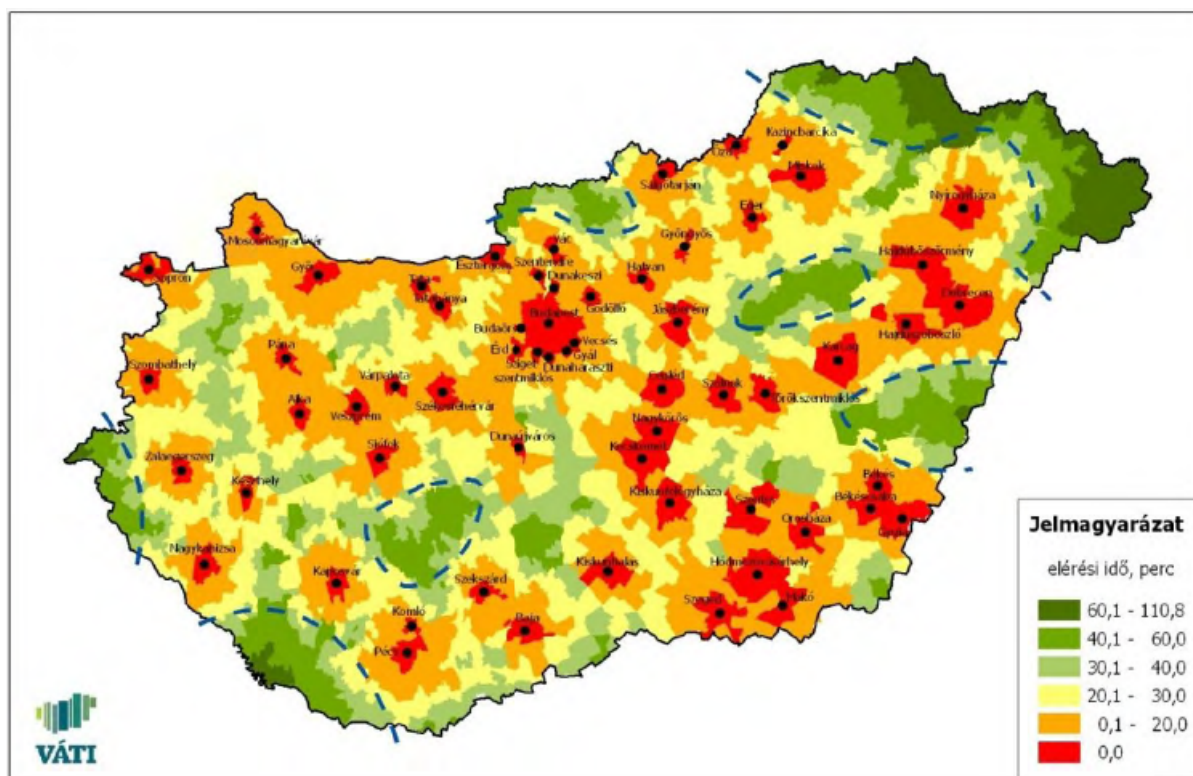 Kazincbarcika
Ózd
Miskolc
Salgótarján
Nyíregyháza
Eger
Mosonmagyaróvár
Vác
Gyöngyös
Hajdúböszörmény
Esztergom
Szentendre
Sopron
Győr
Tata
Dunakeszi
Hatvan
Tatabánya
Gödöllő
Debrecen
Budapest
Jászberény
Budaörs
Hajdúszoboszló
Vecsés
Érd
Gyál
Pápa
Sziget
szentmiklós
Dunaharaszti
Karcag
Szombathely
Várpalota
Cegléd
Szolnok
Ajka
Veszprém
Székesfehérvár
Törökszentmiklós
Nagykőrös
Dunaújváros
Siófok
Kecskemét
Zalaegerszeg
Békés
Keszthely
Kiskunfélegyháza
Szentes
Békéscsaba
Orosháza
Gyula
Nagykanizsa
Kiskunhalas
Hódmezővásárhely
Kaposvár
Szekszárd
Makó
Szeged
Komló
Baja
Pécs
Jelmagyarázat
elérési idő, perc
60,1 - 110,8
40,1 - 60,0
30,1 - 40,0
20,1 - 30,0
0,1 - 20,0
0,0
VÁTI